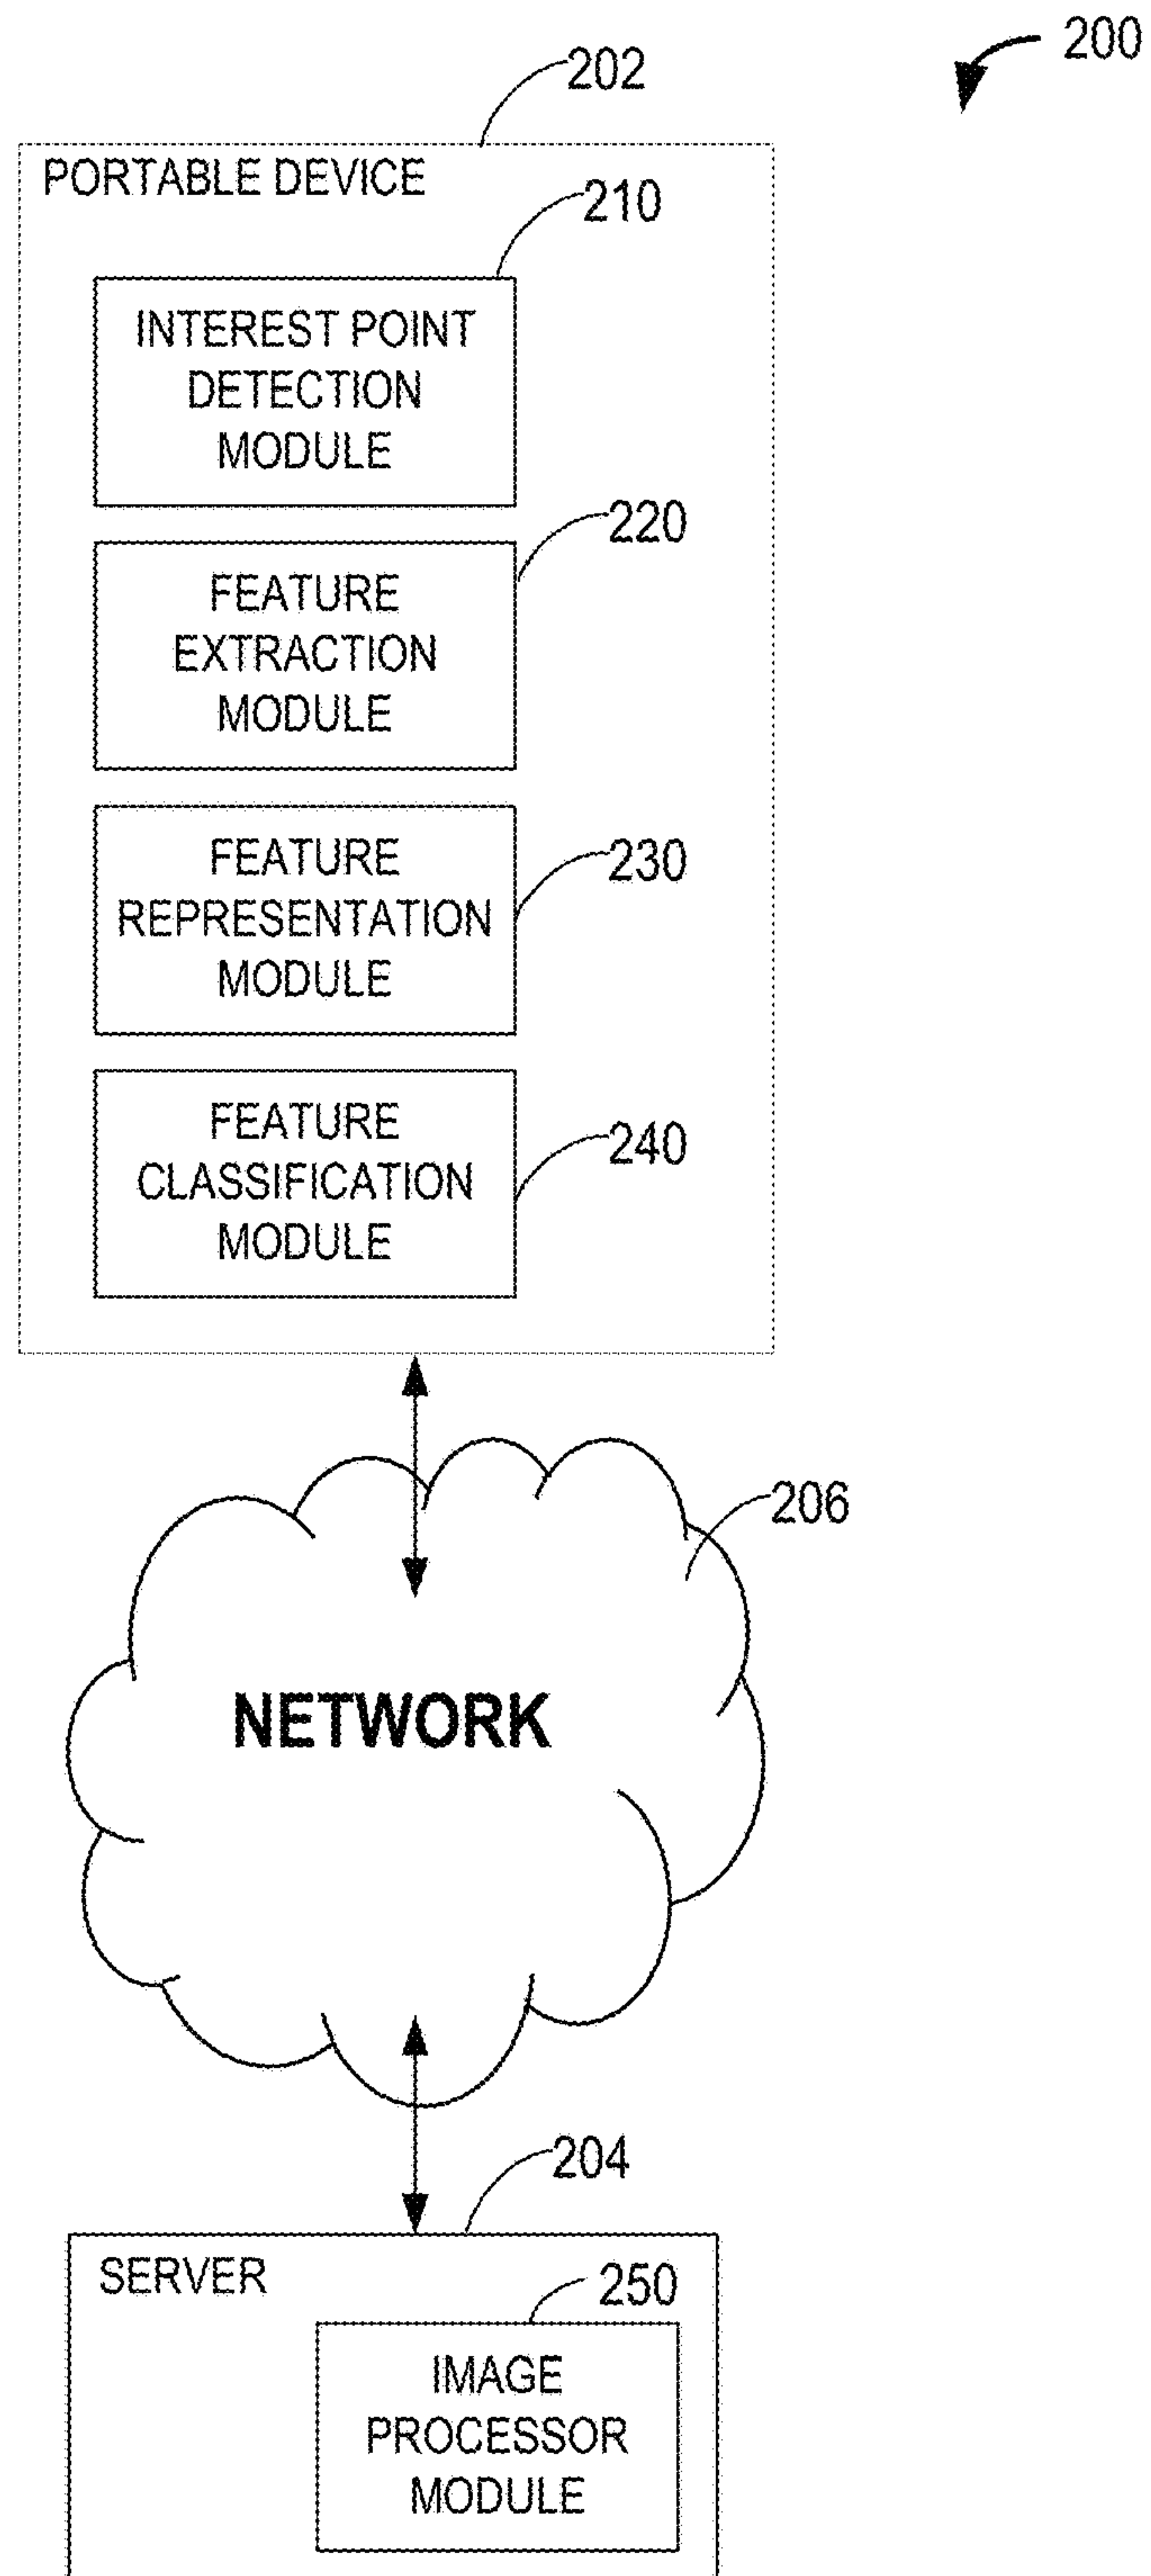 200
202
PORTABLE DEVICE
210
INTEREST POINT
DETECTION
MODULE
220
FEATURE
EXTRACTION
MODULE
230
FEATURE
REPRESENTATION
MODULE
240
FEATURE
CLASSIFICATION
MODULE
206
NETWORK
204
SERVER
250
IMAGE
PROCESSOR
MODULE